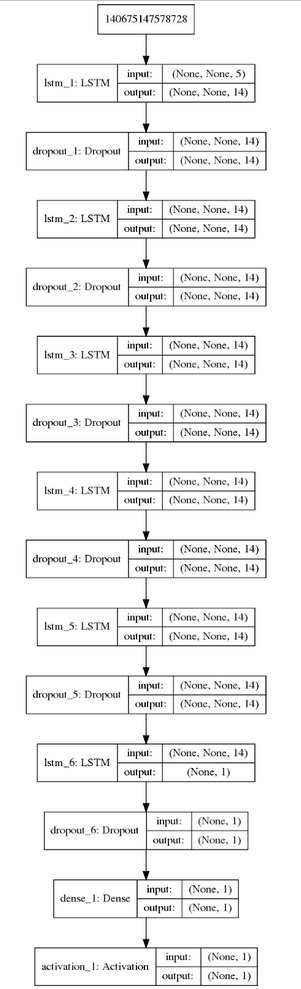 140675147578728
lstm_1: LSTM
input: (None, None, 5)
output: (None, None, 14)
dropout_1: Dropout
input: (None, None, 14)
output: (None, None, 14)
lstm_2: LSTM
input: (None, None, 14)
output: (None, None, 14)
dropout_2: Dropout
input: (None, None, 14)
output: (None, None, 14)
lstm_3: LSTM
input: (None, None, 14)
output: (None, None, 14)
dropout_3: Dropout
input: (None, None, 14)
output: (None, None, 14)
lstm_4: LSTM
input: (None, None, 14)
output: (None, None, 14)
dropout_4: Dropout
input: (None, None, 14)
output: (None, None, 14)
lstm_5: LSTM
input: (None, None, 14)
output: (None, None, 14)
dropout_5: Dropout
input: (None, None, 14)
output: (None, None, 14)
lstm_6: LSTM
input: (None, None, 14)
output: (None, 1)
dropout_6: Dropout
input: (None, 1)
output: (None, 1)
dense_1: Dense
input: (None, 1)
output: (None, 1)
activation_1: Activation
input: (None, 1)
output: (None, 1)